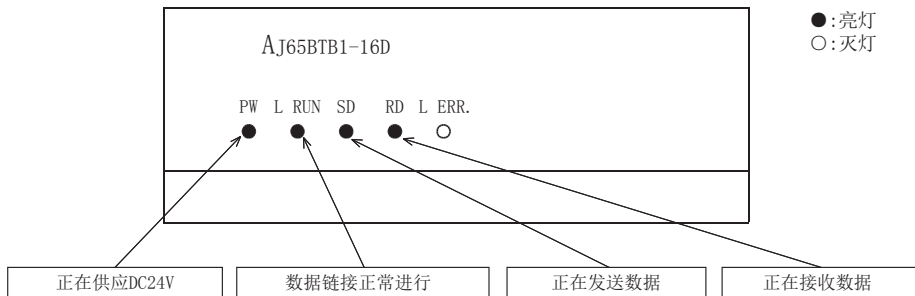 ●:亮灯
○:灭灯
AJ65BTB1-16D
PW L RUN SD RD L ERR.
正在供应DC24V
数据链接正常进行
正在发送数据
正在接收数据